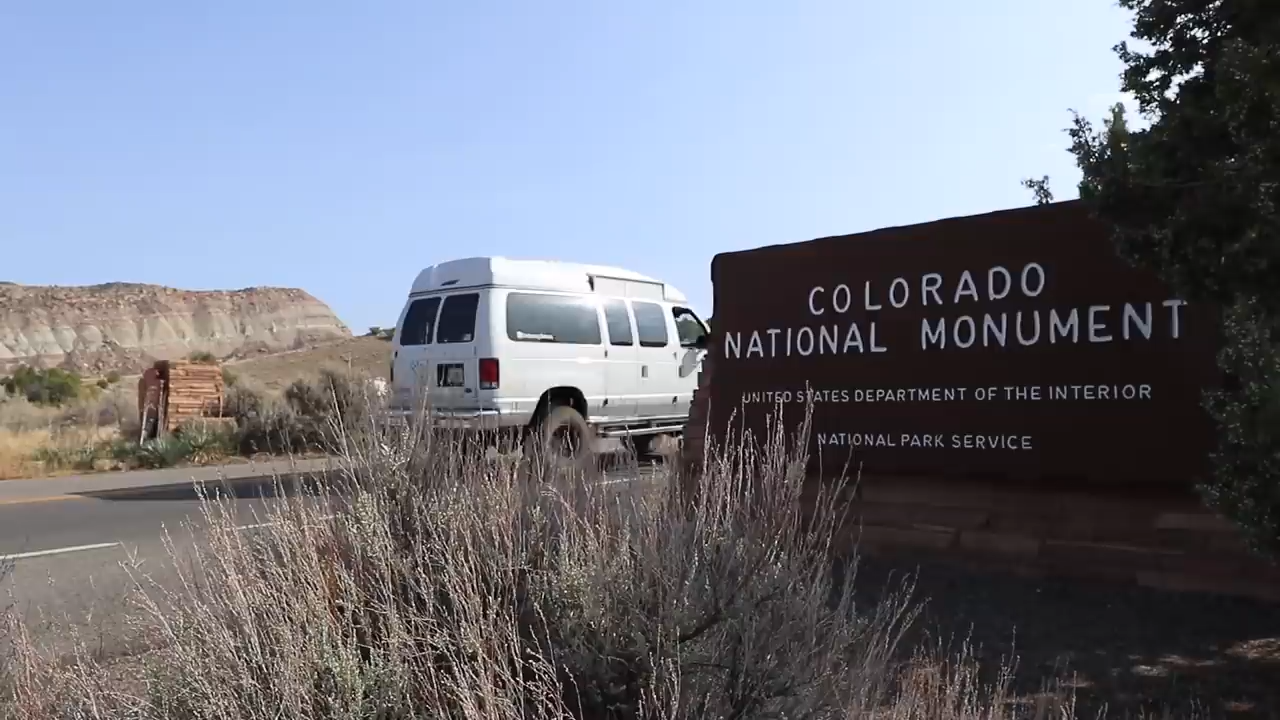 COLORADO
NATIONAL MONUMENT
UNITED STATES DEPARTMENT OF THE INTERIOR
NATIONAL PARK SERVICE